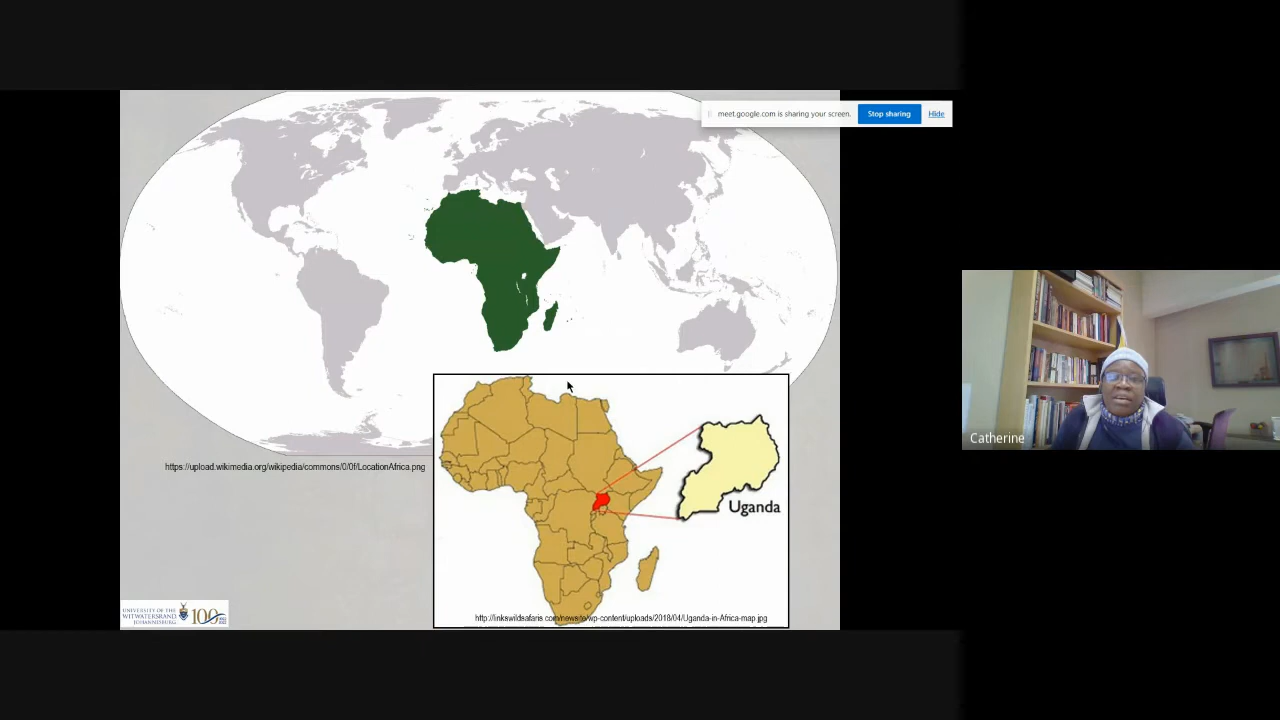 meet.google.com is sharing your screen.
Stop sharing
Hide
https://upload.wikimedia.org/wikipedia/commons/0/0f/LocationAfrica.png
Uganda
http://linkswildsafaris.com/newsite/wp-content/uploads/2018/04/Uganda-in-Africa-map.jpg
UNIVERSITY OF THE
WITWATERSRAND
JOHANNESBURG
100
Catherine